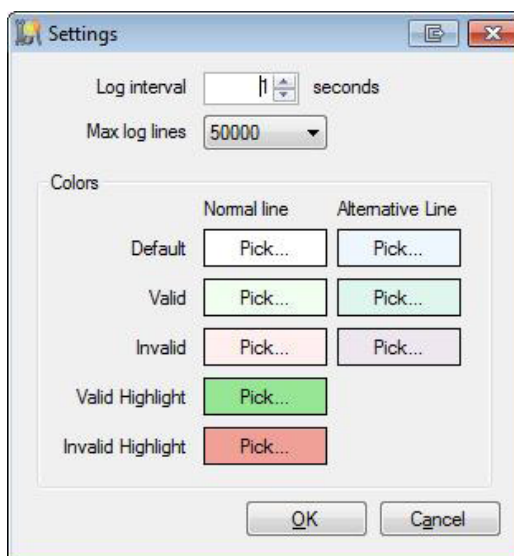 Settings
Log interval 1 seconds
Max log lines 50000
Colors
Normal line Alternative Line
Default Pick... Pick...
Valid Pick... Pick...
Invalid Pick... Pick...
Valid Highlight Pick...
Invalid Highlight Pick...
OK Cancel